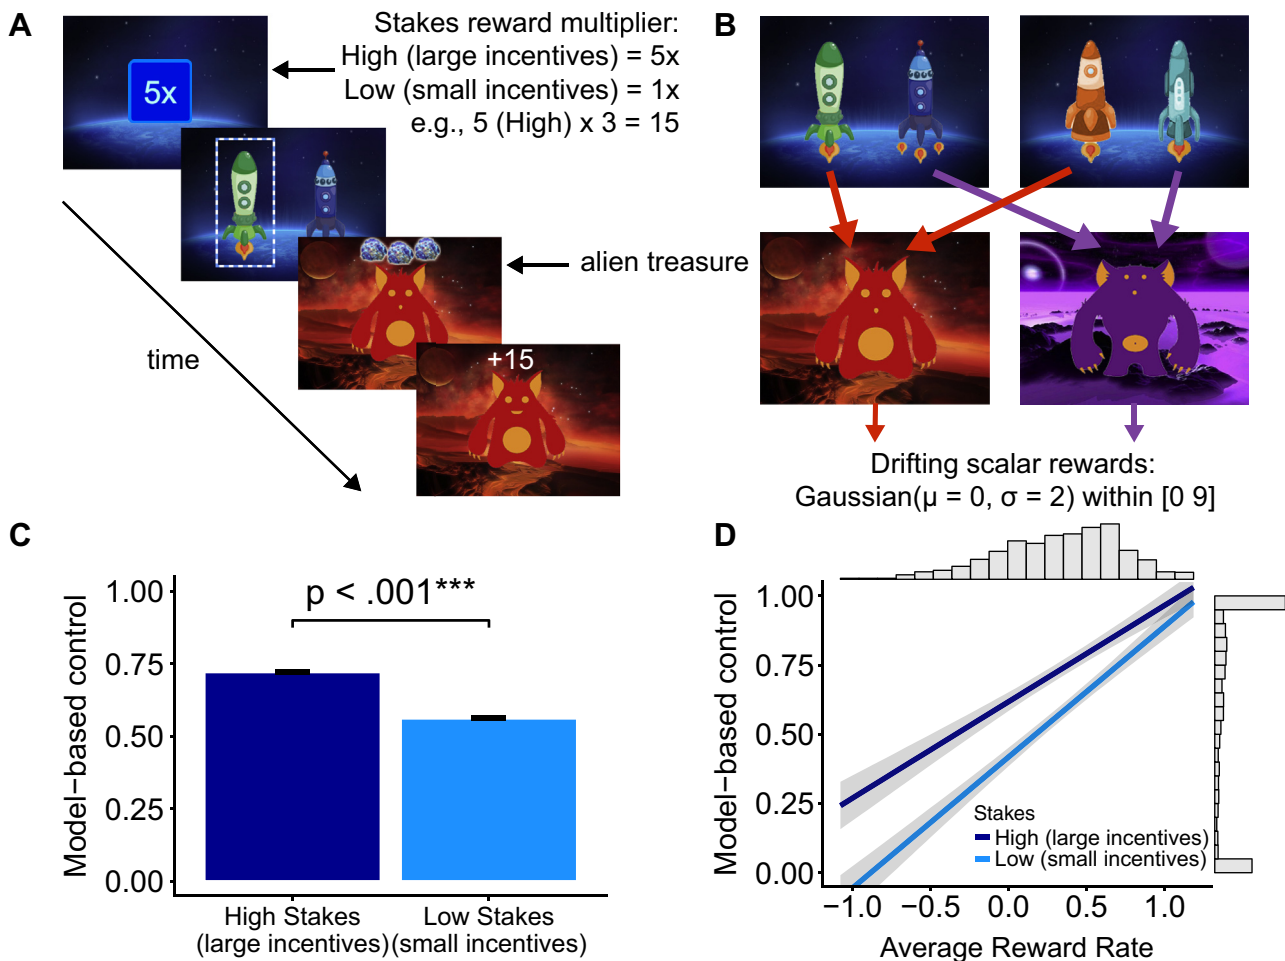 A
Stakes reward multiplier:
High (large incentives) = 5x
Low (small incentives) = 1x
e.g., 5 (High) x 3 = 15
5x
alien treasure
+15
time
B
Drifting scalar rewards:
Gaussian(μ = 0, σ = 2) within [0 9]
C
Model−based control
1.00
0.75
0.50
0.25
0.00
p < .001***
High Stakes
(large incentives)
Low Stakes
(small incentives)
D
Model−based control
1.00
0.75
0.50
0.25
0.00
Stakes
High (large incentives)
Low (small incentives)
−1.0 −0.5 0.0 0.5 1.0
Average Reward Rate